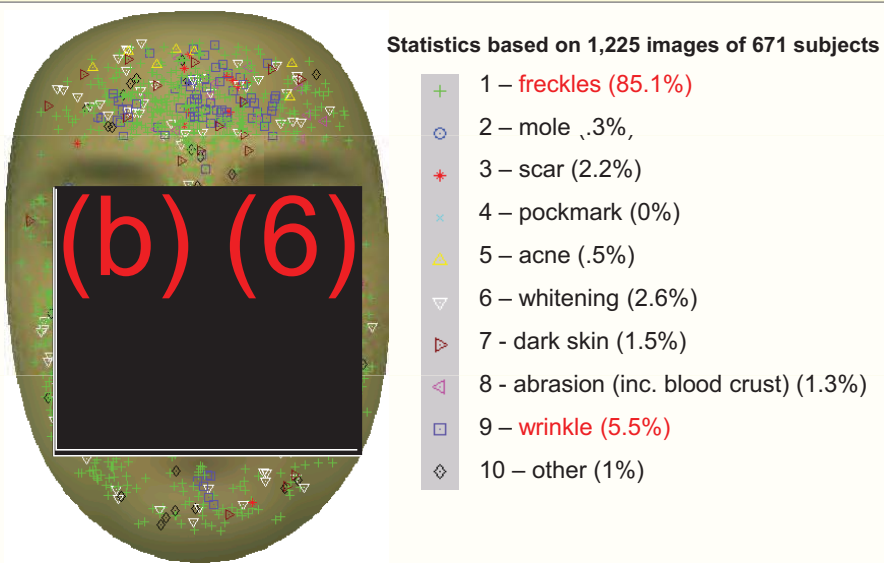 Statistics based on 1,225 images of 671 subjects
1 – freckles (85.1%)
2 – mole .3%
3 – scar (2.2%)
4 – pockmark (0%)
5 – acne (.5%)
6 – whitening (2.6%)
7 - dark skin (1.5%)
8 - abrasion (inc. blood crust) (1.3%)
9 – wrinkle (5.5%)
10 – other (1%)
(b) (6)